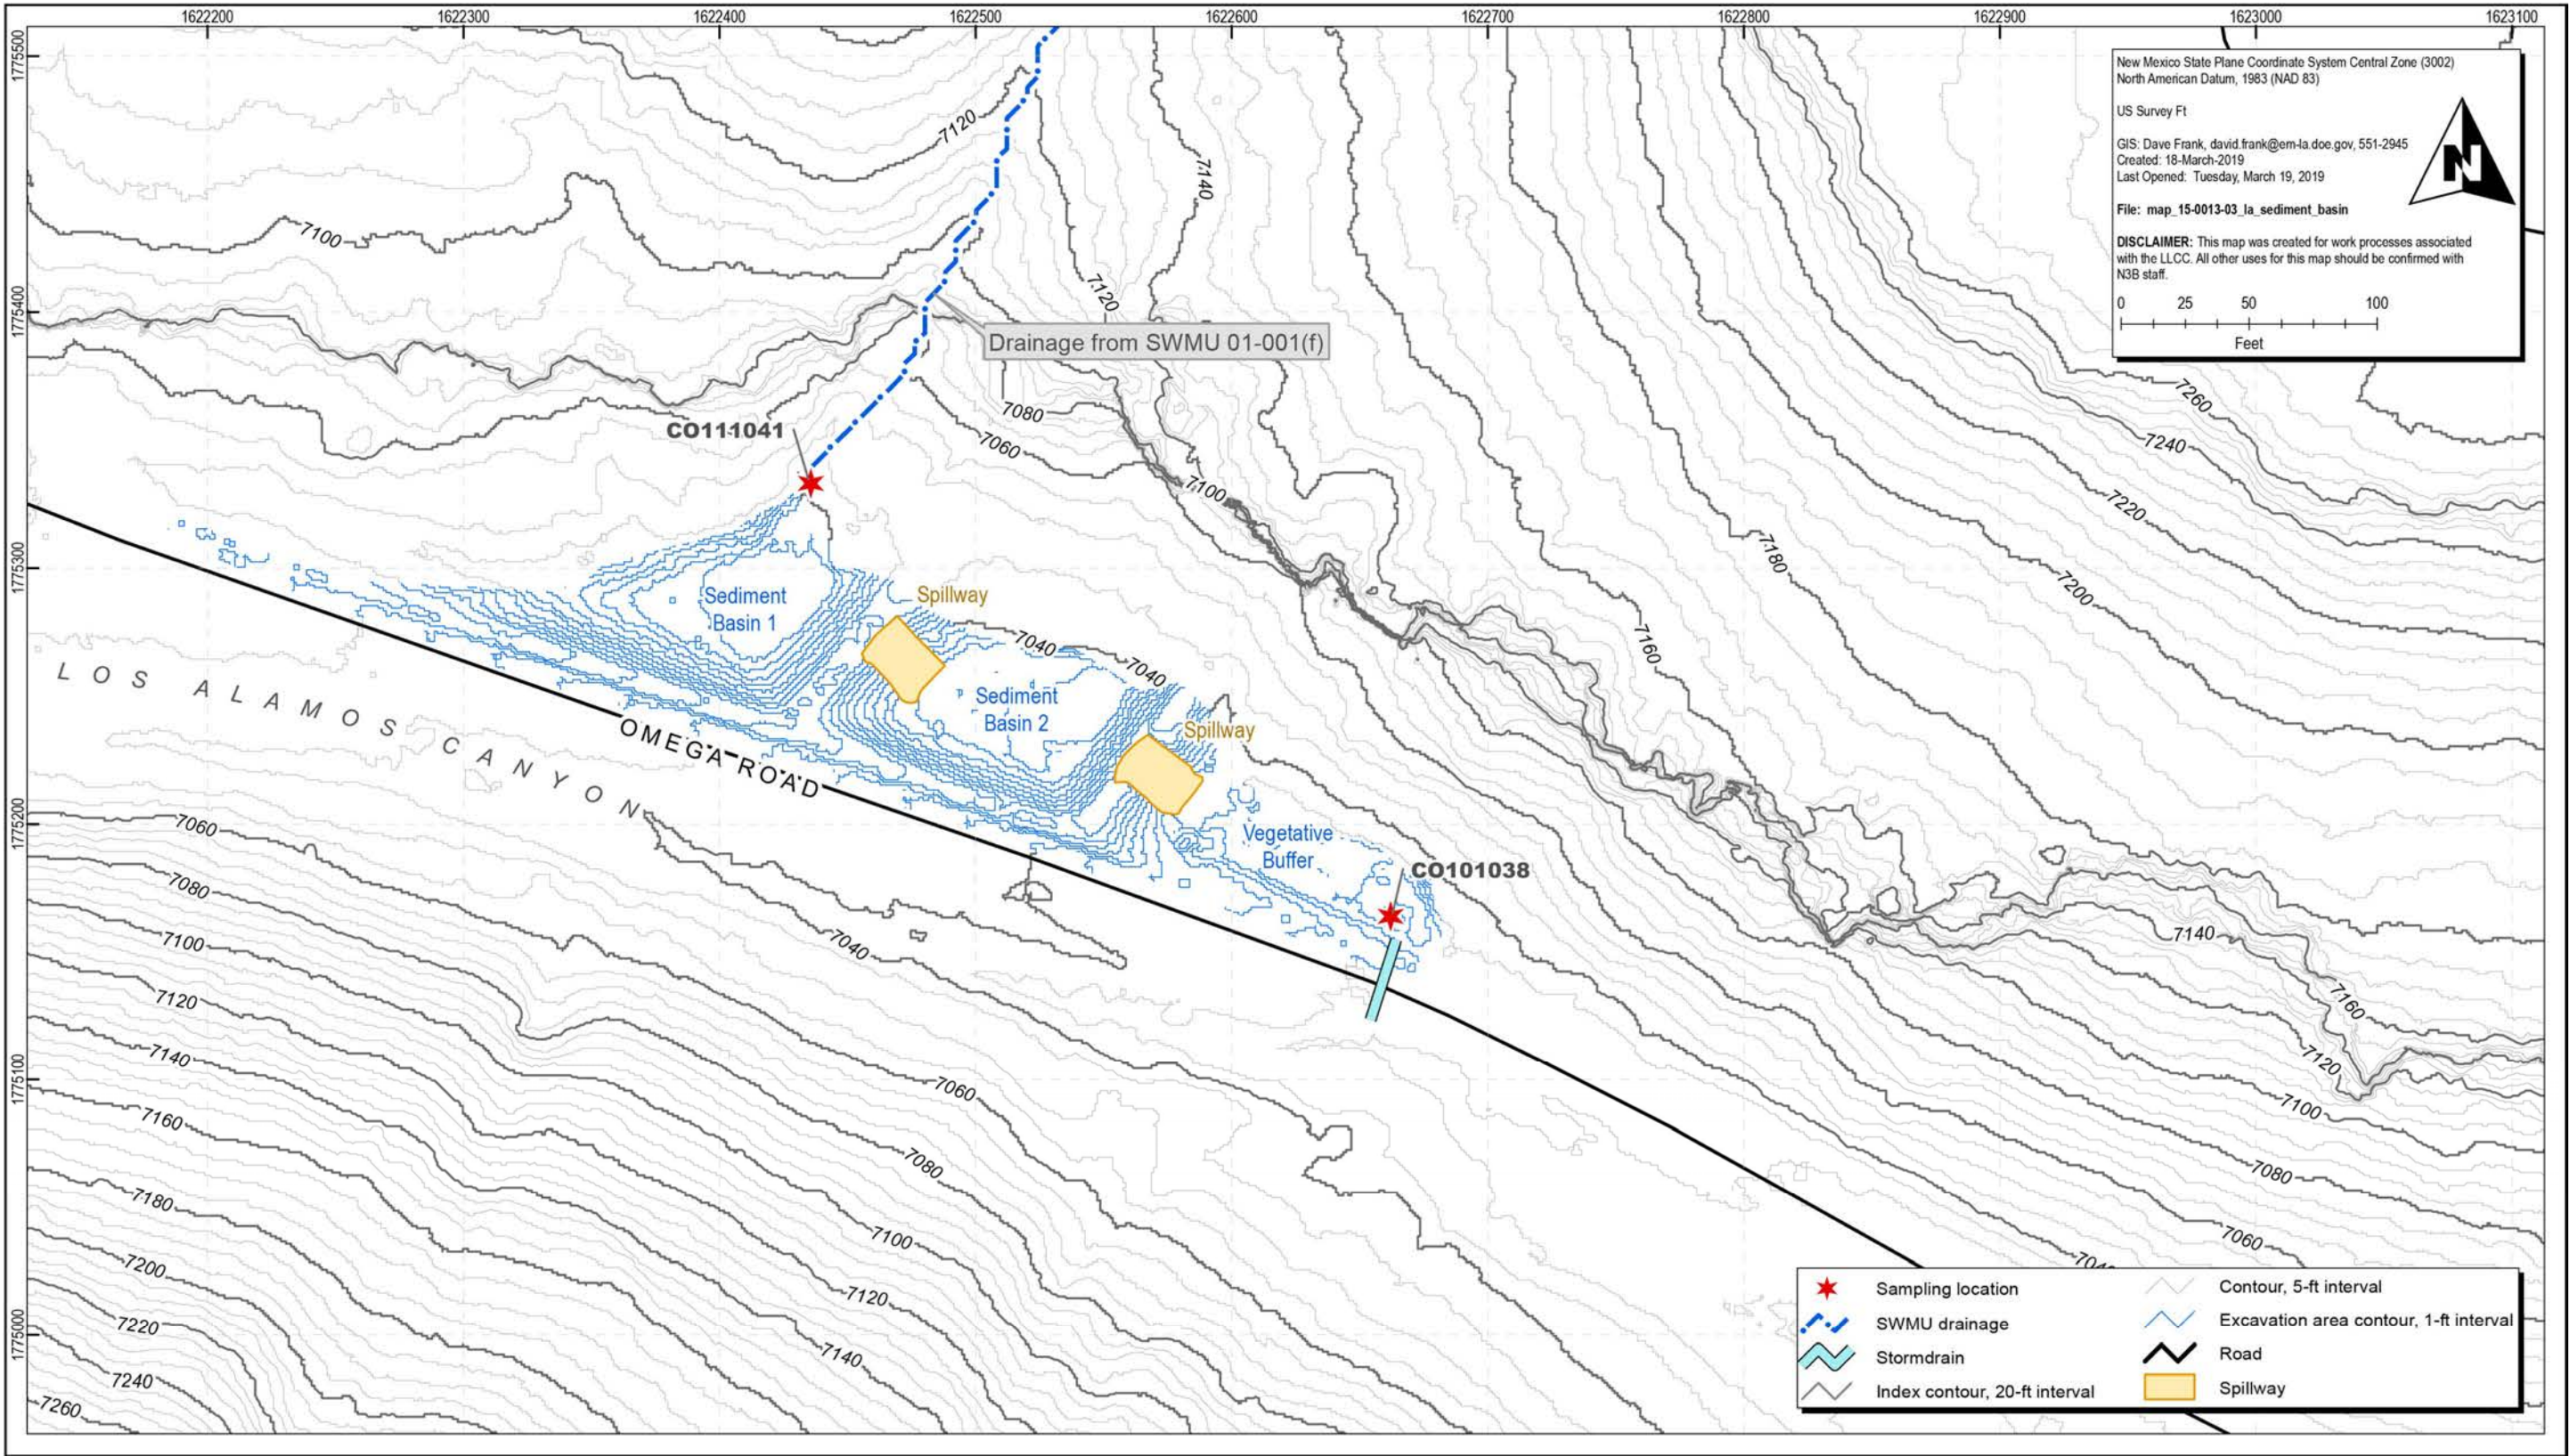 1622200
1622300
1622400
1622500
1622600
1622700
1622800
1622900
1623000
1623100
1775500
1775400
1775300
1775200
1775100
1775000
New Mexico State Plane Coordinate System Central Zone (3002)
North American Datum, 1983 (NAD 83)
US Survey Ft
GIS: Dave Frank, david.frank@em-la.doe.gov, 551-2945
Created: 18-March-2019
Last Opened: Tuesday, March 19, 2019
File: map_15-0013-03_la_sediment_basin
DISCLAIMER: This map was created for work processes associated
with the LLCC. All other uses for this map should be confirmed with
N3B staff.
N
0 25 50 100
Feet
7120
7140
7100
7120
Drainage from SWMU 01-001(f)
7080
7060
CO111041
7100
7260
7240
7220
7180
7200
7160
Sediment
Basin 1
Spillway
7040
7040
Sediment
Basin 2
Spillway
LOS ALAMOS CANYON
OMEGA ROAD
Vegetative
Buffer
CO101038
7060
7080
7100
7120
7140
7160
7180
7200
7220
7240
7260
7040
7060
7080
7100
7120
7140
7140
7160
7120
7100
7080
7060
Sampling location
SWMU drainage
Stormdrain
Index contour, 20-ft interval
Contour, 5-ft interval
Excavation area contour, 1-ft interval
Road
Spillway